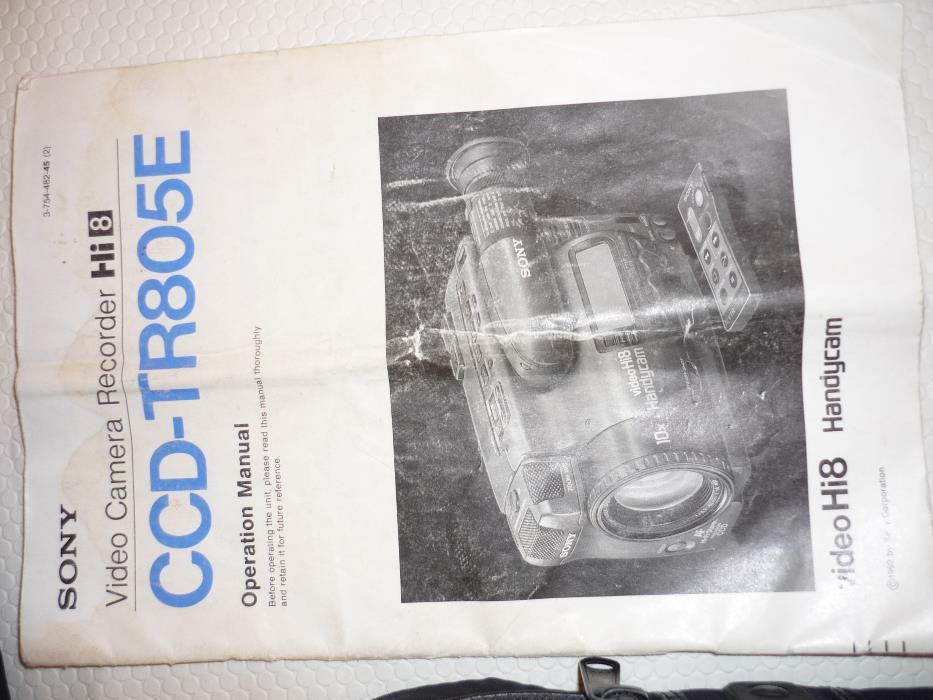 3-754-482-45 (2)
SONY
Video Camera Recorder Hi8
CCD-TR805E
Operation Manual
Before operating the unit, please read this manual thoroughly
and retain it for future reference.
SONY
video Hi8
Handycam
10x
SONY
video Hi8 Handycam
by Sony Corporation